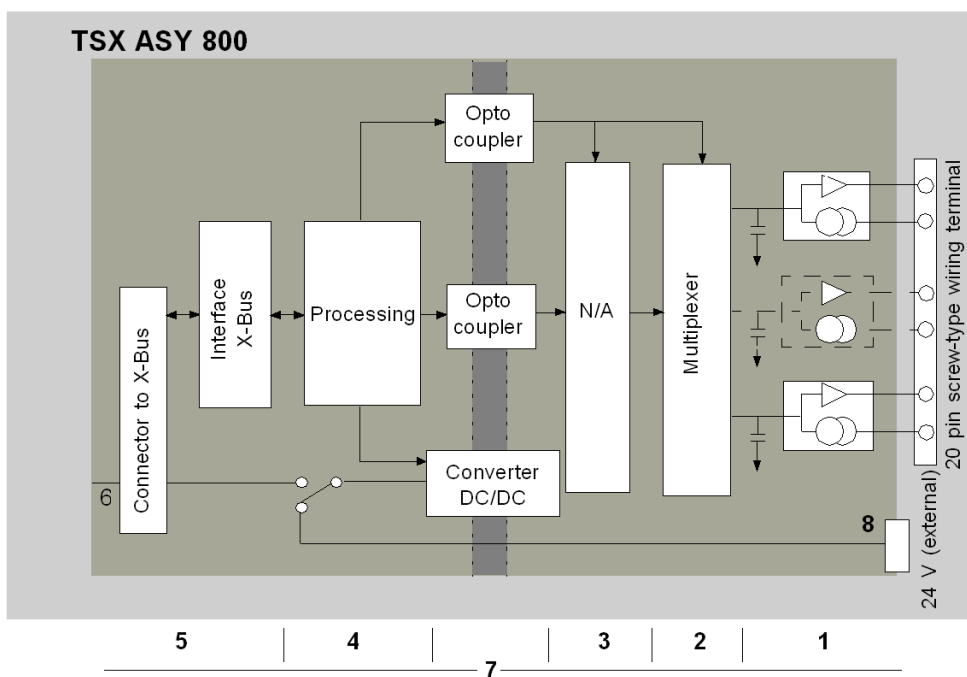 TSX ASY 800
Opto
coupler
Connector to X-Bus
Interface
X-Bus
Processing
Opto
coupler
N/A
Multiplexer
20 pin screw-type wiring terminal
Converter
DC/DC
6
8
24 V (external)
5
4
3
2
1
7